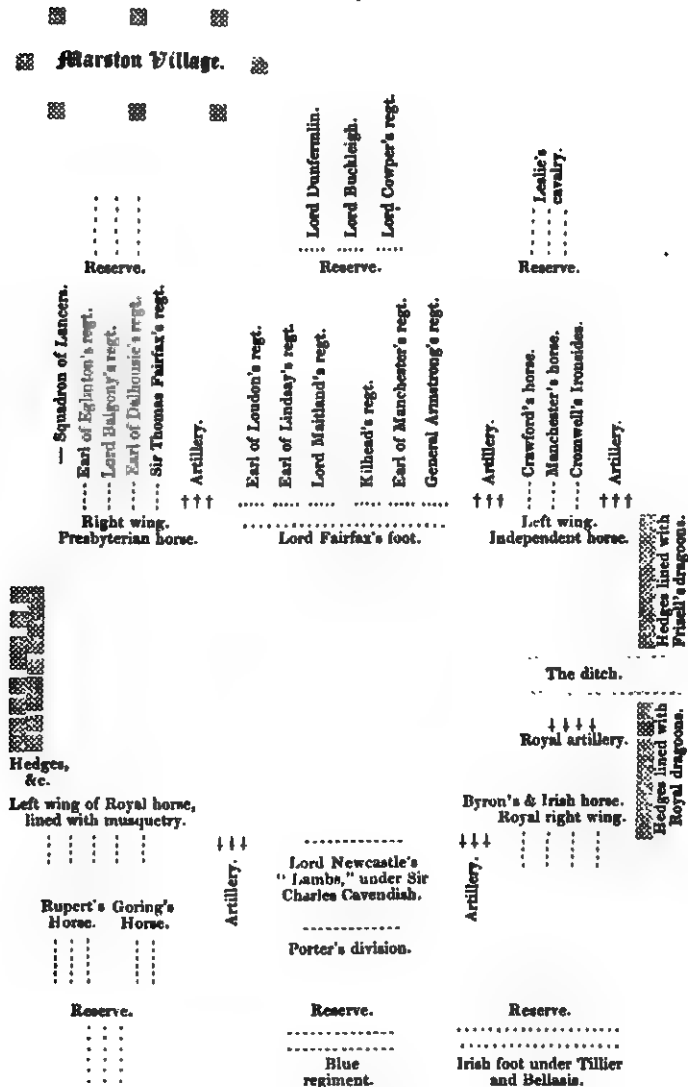 Marston Village.
Lord Dunfermlin.
Lord Buckleigh.
Lord Cowper's regt.
Leslie's
cavalry.
Reserve.
Reserve.
Reserve.
— Squadron of Lancers.
Earl of Eglinton's regt.
Lord Balgony's regt.
Earl of Dalhousie's regt.
Sir Thomas Fairfax's regt.
Artillery.
Earl of Loudon's regt.
Earl of Lindsay's regt.
Lord Maitland's regt.
Kilhead's regt.
Earl of Manchester's regt.
General Armstrong's regt.
Artillery.
Crawford's horse.
Manchester's horse.
Cromwell's Ironsides.
Artillery.
Right wing.
Presbyterian horse.
Lord Fairfax's foot.
Left wing.
Independent horse.
Hedges lined with
Frisell's dragoons.
The ditch.
Royal artillery.
Hedges lined with
Royal dragoons.
Hedges,
&c.
Left wing of Royal horse,
lined with musquetry.
Byron's & Irish horse.
Royal right wing.
Artillery.
Lord Newcastle's
"Lambs," under Sir
Charles Cavendish.
Artillery.
Rupert's Goring's
Horse. Horse.
Porter's division.
Reserve.
Reserve.
Reserve.
Blue
regiment.
Irish foot under Tillier
and Bellasis.